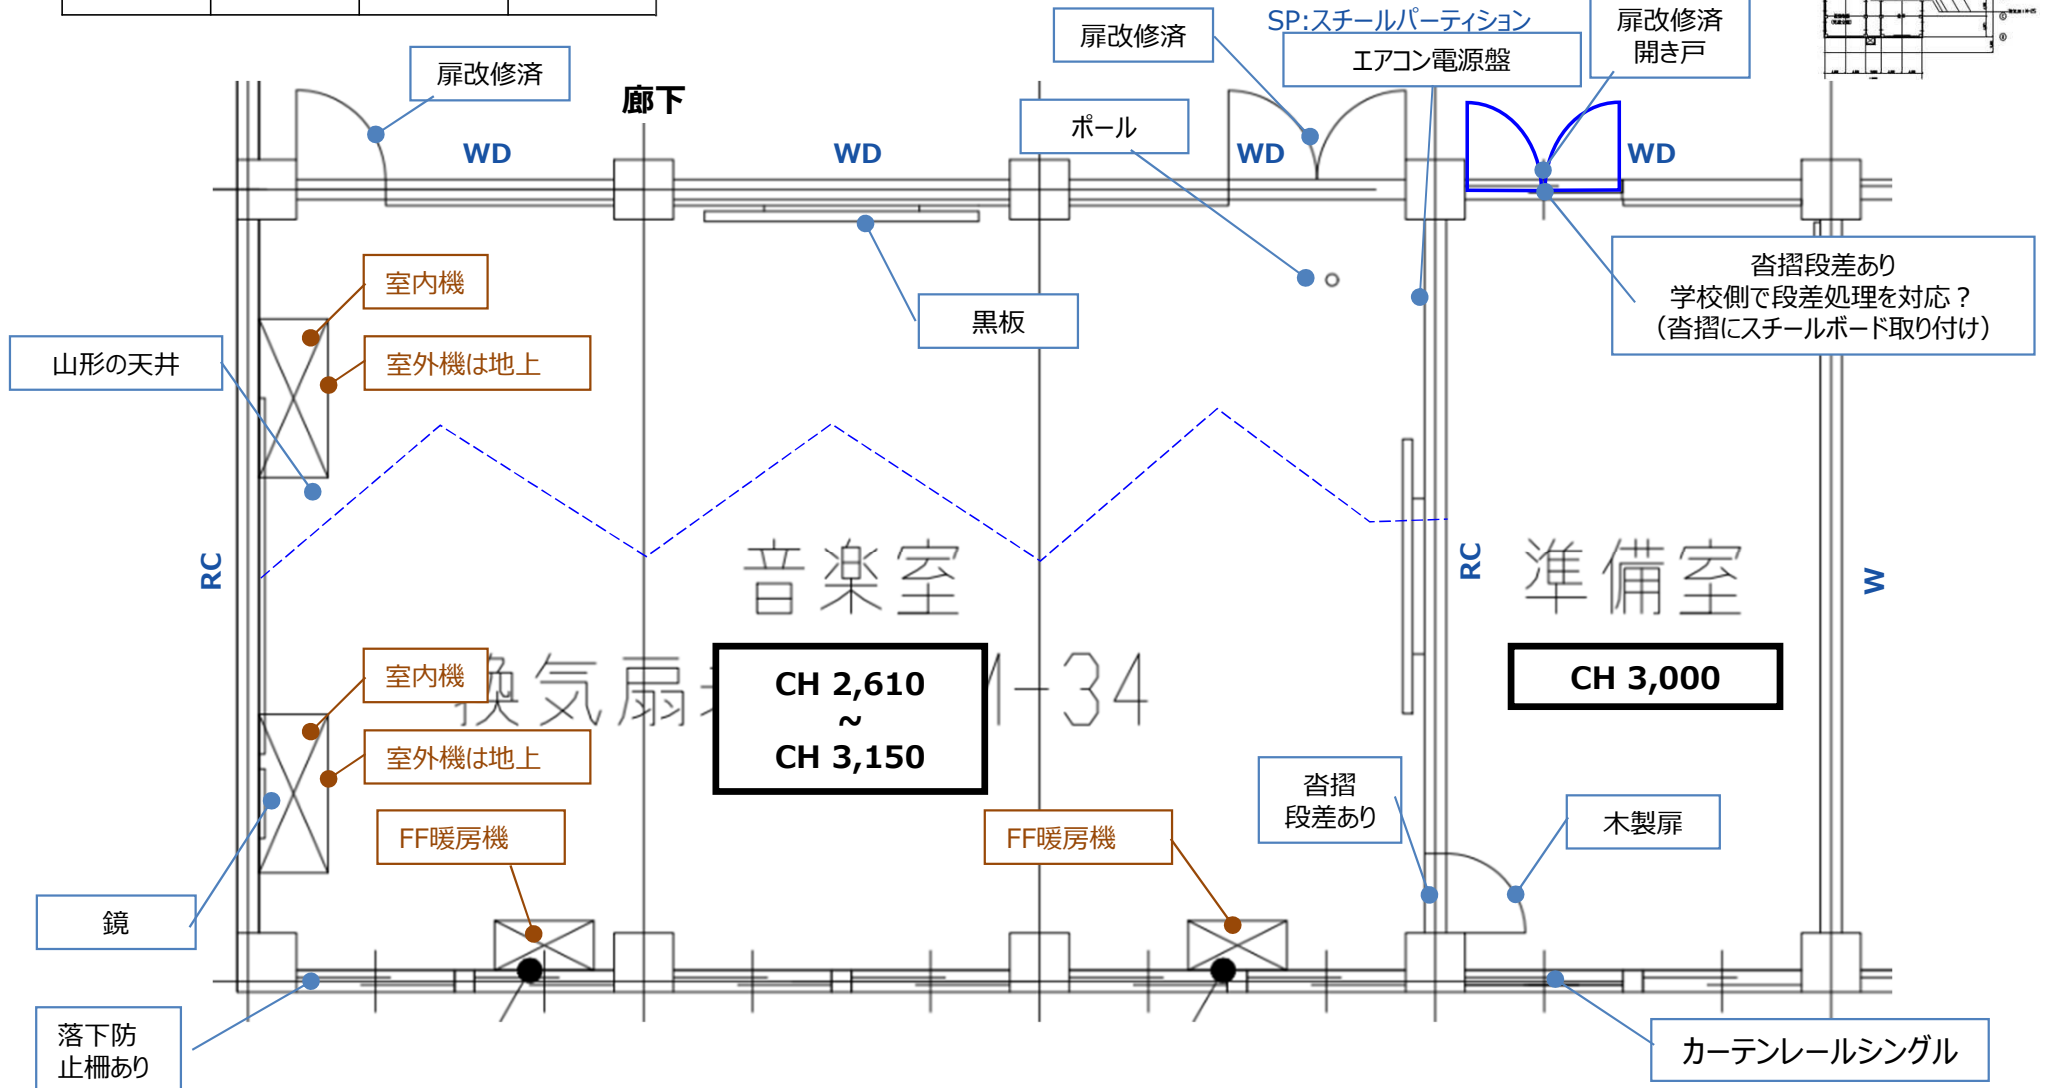 SP:スチールパーティション
扉改修済
扉改修済
エアコン電源盤
扉改修済
開き戸
廊下
ポール
WD
WD
WD
WD
室内機
黒板
沓摺段差あり
学校側で段差処理を対応？
（沓摺にスチールボード取り付け）
山形の天井
室外機は地上
RC
音楽室
RC
準備室
W
室内機
換気扇
-34
CH 2,610
~
CH 3,150
CH 3,000
室外機は地上
沓摺
段差あり
木製扉
FF暖房機
FF暖房機
鏡
落下防
止柵あり
カーテンレールシングル